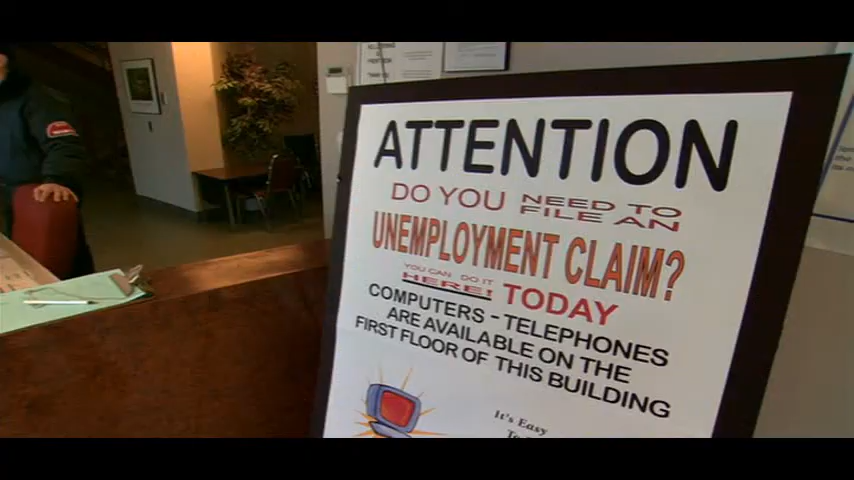 ATTENTION
DO YOU NEED TO FILE AN
UNEMPLOYMENT CLAIM?
YOU CAN DO IT HERE! TODAY
COMPUTERS - TELEPHONES
ARE AVAILABLE ON THE
FIRST FLOOR OF THIS BUILDING
It's Easy